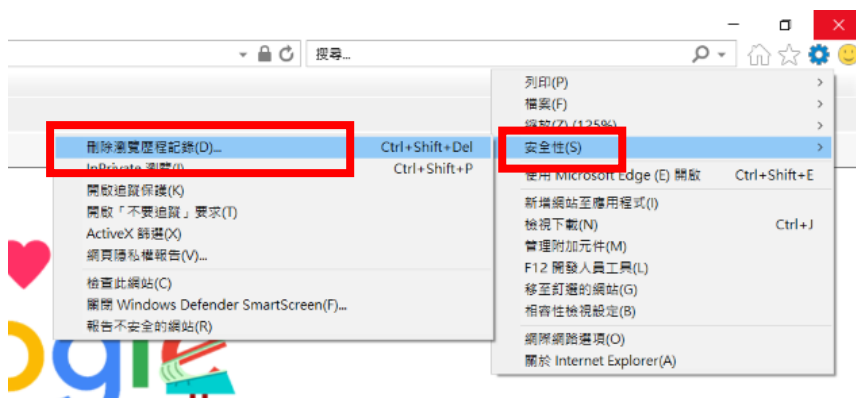 搜尋...
列印(P)
檔案(F)
縮放(Z) (125%)
安全性(S)
使用 Microsoft Edge (E) 開啟 Ctrl+Shift+E
新增網站至應用程式(I)
檢視下載(N) Ctrl+J
管理附加元件(M)
F12 開發人員工具(L)
移至釘選的網站(G)
相容性檢視設定(B)
網際網路選項(O)
關於 Internet Explorer(A)
刪除瀏覽歷程記錄(D)... Ctrl+Shift+Del
InPrivate 瀏覽(I) Ctrl+Shift+P
開啟追蹤保護(K)
開啟「不要追蹤」要求(T)
ActiveX 篩選(X)
網頁隱私權報告(V)...
檢查此網站(C)
關閉 Windows Defender SmartScreen(F)...
報告不安全的網站(R)